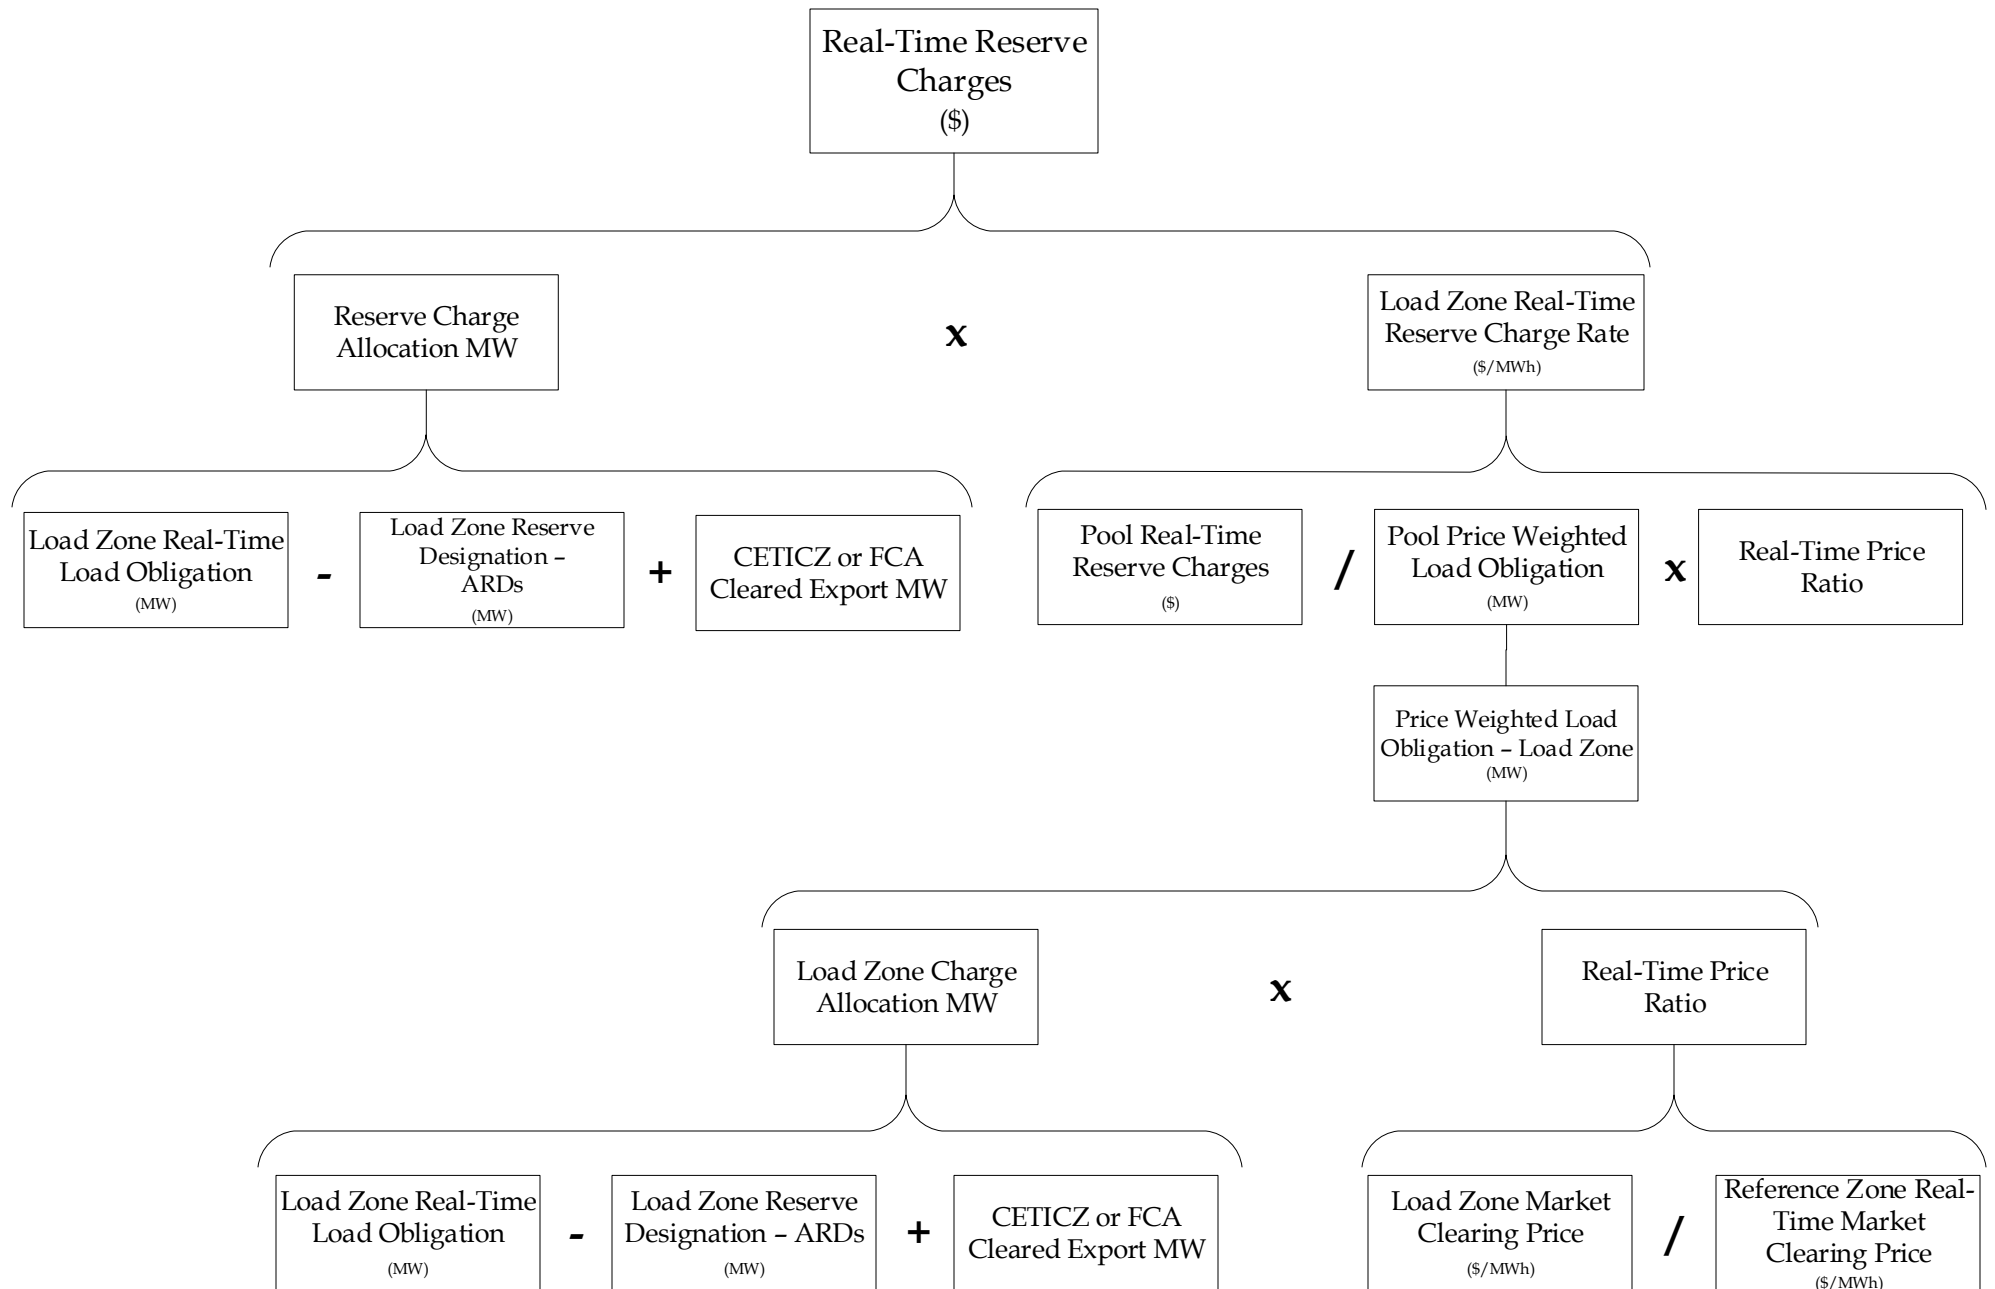 Real-Time Reserve
Charges
($)
Reserve Charge
Allocation MW
x
Load Zone Real-Time
Reserve Charge Rate
($/MWh)
Load Zone Real-Time
Load Obligation
(MW)
-
Load Zone Reserve
Designation –
ARDs
(MW)
+
CETICZ or FCA
Cleared Export MW
Pool Real-Time
Reserve Charges
($)
/
Pool Price Weighted
Load Obligation
(MW)
x
Real-Time Price
Ratio
Price Weighted Load
Obligation – Load Zone
(MW)
Load Zone Charge
Allocation MW
x
Real-Time Price
Ratio
Load Zone Real-Time
Load Obligation
(MW)
-
Load Zone Reserve
Designation – ARDs
(MW)
+
CETICZ or FCA
Cleared Export MW
Load Zone Market
Clearing Price
($/MWh)
/
Reference Zone Real-
Time Market
Clearing Price
($/MWh)